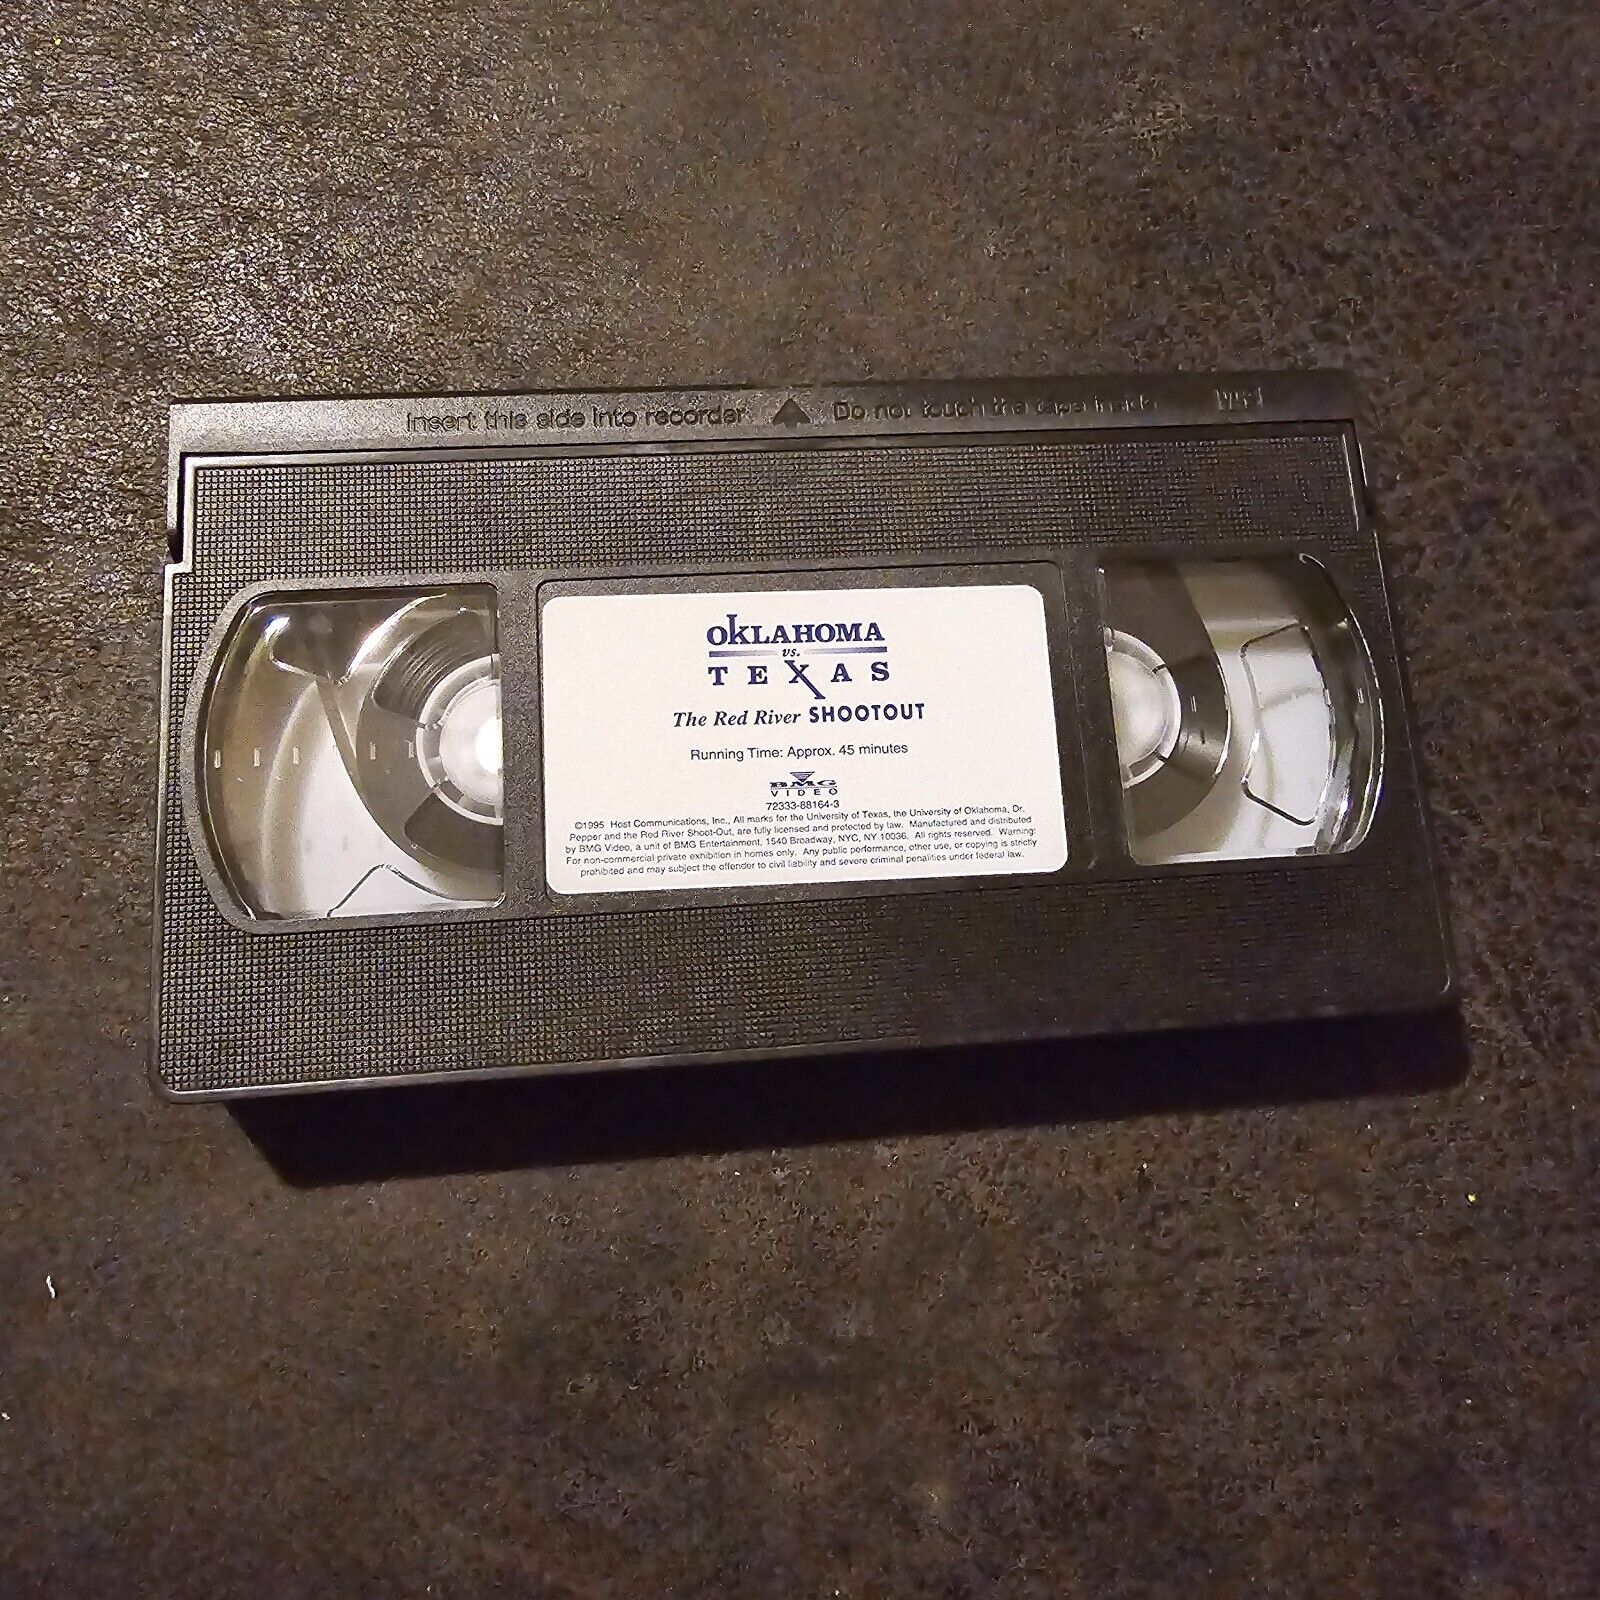 Insert this side into recorder Do not touch the tape inside
OKLAHOMA
vs.
TEXAS
The Red River SHOOTOUT
Running Time: Approx. 45 minutes
BMG
VIDEO
72333-88164-3
©1995 Host Communications, Inc., All marks for the University of Texas, the University of Oklahoma, Dr.
Pepper and the Red River Shoot-Out, are fully licensed and protected by law. Manufactured and distributed
by BMG Video, a unit of BMG Entertainment, 1540 Broadway, NYC, NY 10036. All rights reserved. Warning:
For non-commercial private exhibition in homes only. Any public performance, other use, or copying is strictly
prohibited and may subject the offender to civil liability and severe criminal penalties under federal law.